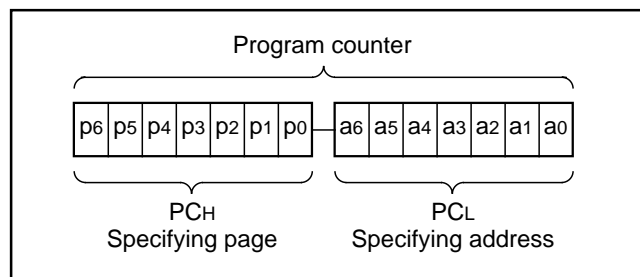 Program counter
p6 p5 p4 p3 p2 p1 p0 a6 a5 a4 a3 a2 a1 a0
PCH PCL
Specifying page Specifying address